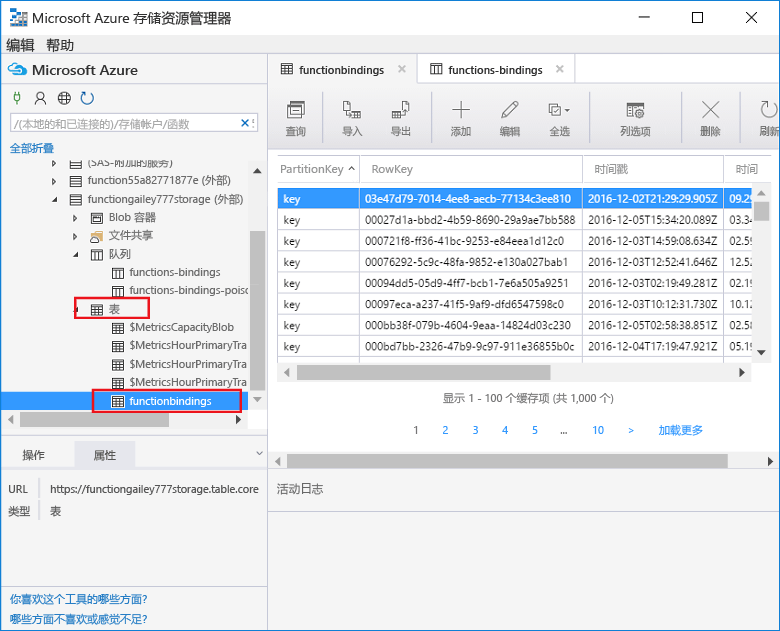 Microsoft Azure 存储资源管理器
编辑 帮助
Microsoft Azure
/(本地的和已连接的)/存储帐户/函数
全部折叠
(SAS-附加的服务)
function55a82771877e (外部)
functiongailey777storage (外部)
Blob 容器
文件共享
队列
functions-bindings
functions-bindings-poiso
表
$MetricsCapacityBlob
$MetricsHourPrimaryTra
$MetricsHourPrimaryTra
$MetricsHourPrimaryTra
functionbindings
操作 属性
URL https://functiongailey777storage.table.core
类型 表
你喜欢这个工具的哪些方面?
哪些方面不喜欢或感觉不足?
functionbindings × functions-bindings ×
查询 导入 导出 添加 编辑 全选 列选项 删除 刷新
PartitionKey RowKey 时间戳 时间
key 03e47d79-7014-4ee8-aecb-77134c3ee810 2016-12-02T21:29:29.905Z 09.29
key 00027d1a-bbd2-4b59-8690-29a9ae7bb588 2016-12-05T15:34:20.089Z 03.34
key 000721f8-ff36-41bc-9253-e84eea1d12c0 2016-12-03T14:59:08.634Z 02.59
key 00076292-5c9c-48fa-9852-e130a027bab1 2016-12-03T12:52:41.646Z 12.52
key 00094dd5-05d9-4ff7-bcb1-7e6a505a9251 2016-12-03T02:19:49.281Z 02.19
key 00097eca-a237-41f5-9af9-dfd6547598c0 2016-12-03T10:12:31.730Z 10.12
key 000bb38f-079b-4604-9eaa-14824d03c230 2016-12-05T02:58:38.851Z 02.58
key 000bd7bb-2326-47b9-9c97-911e36855b0c 2016-12-04T17:19:47.921Z 05.19
显示 1 - 100 个缓存项 (共 1,000 个)
1 2 3 4 5 ... 10 > 加载更多
活动日志